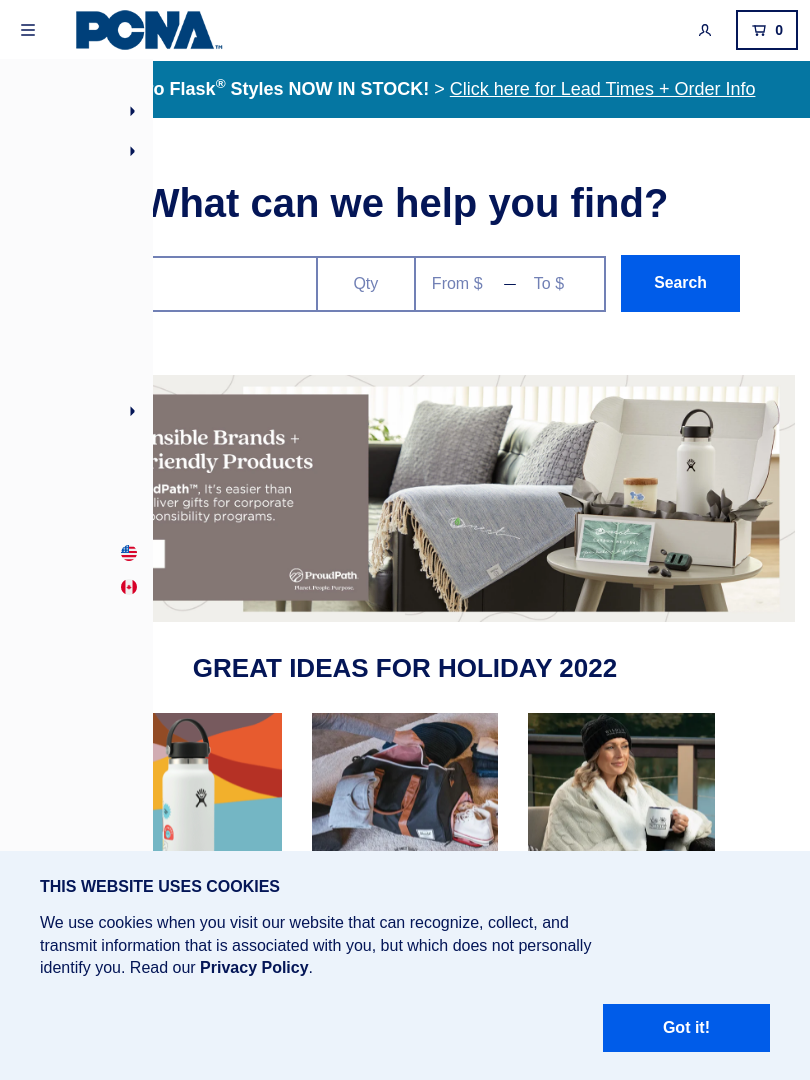 PCNA™
0
o Flask® Styles NOW IN STOCK! > Click here for Lead Times + Order Info
What can we help you find?
Qty
From $ — To $
Search
nsible Brands +
riendly Products
dPath™, It's easier than
liver gifts for corporate
ponsibility programs.
ProudPath
Planet. People. Purpose.
GREAT IDEAS FOR HOLIDAY 2022
THIS WEBSITE USES COOKIES
We use cookies when you visit our website that can recognize, collect, and
transmit information that is associated with you, but which does not personally
identify you. Read our Privacy Policy.
Got it!